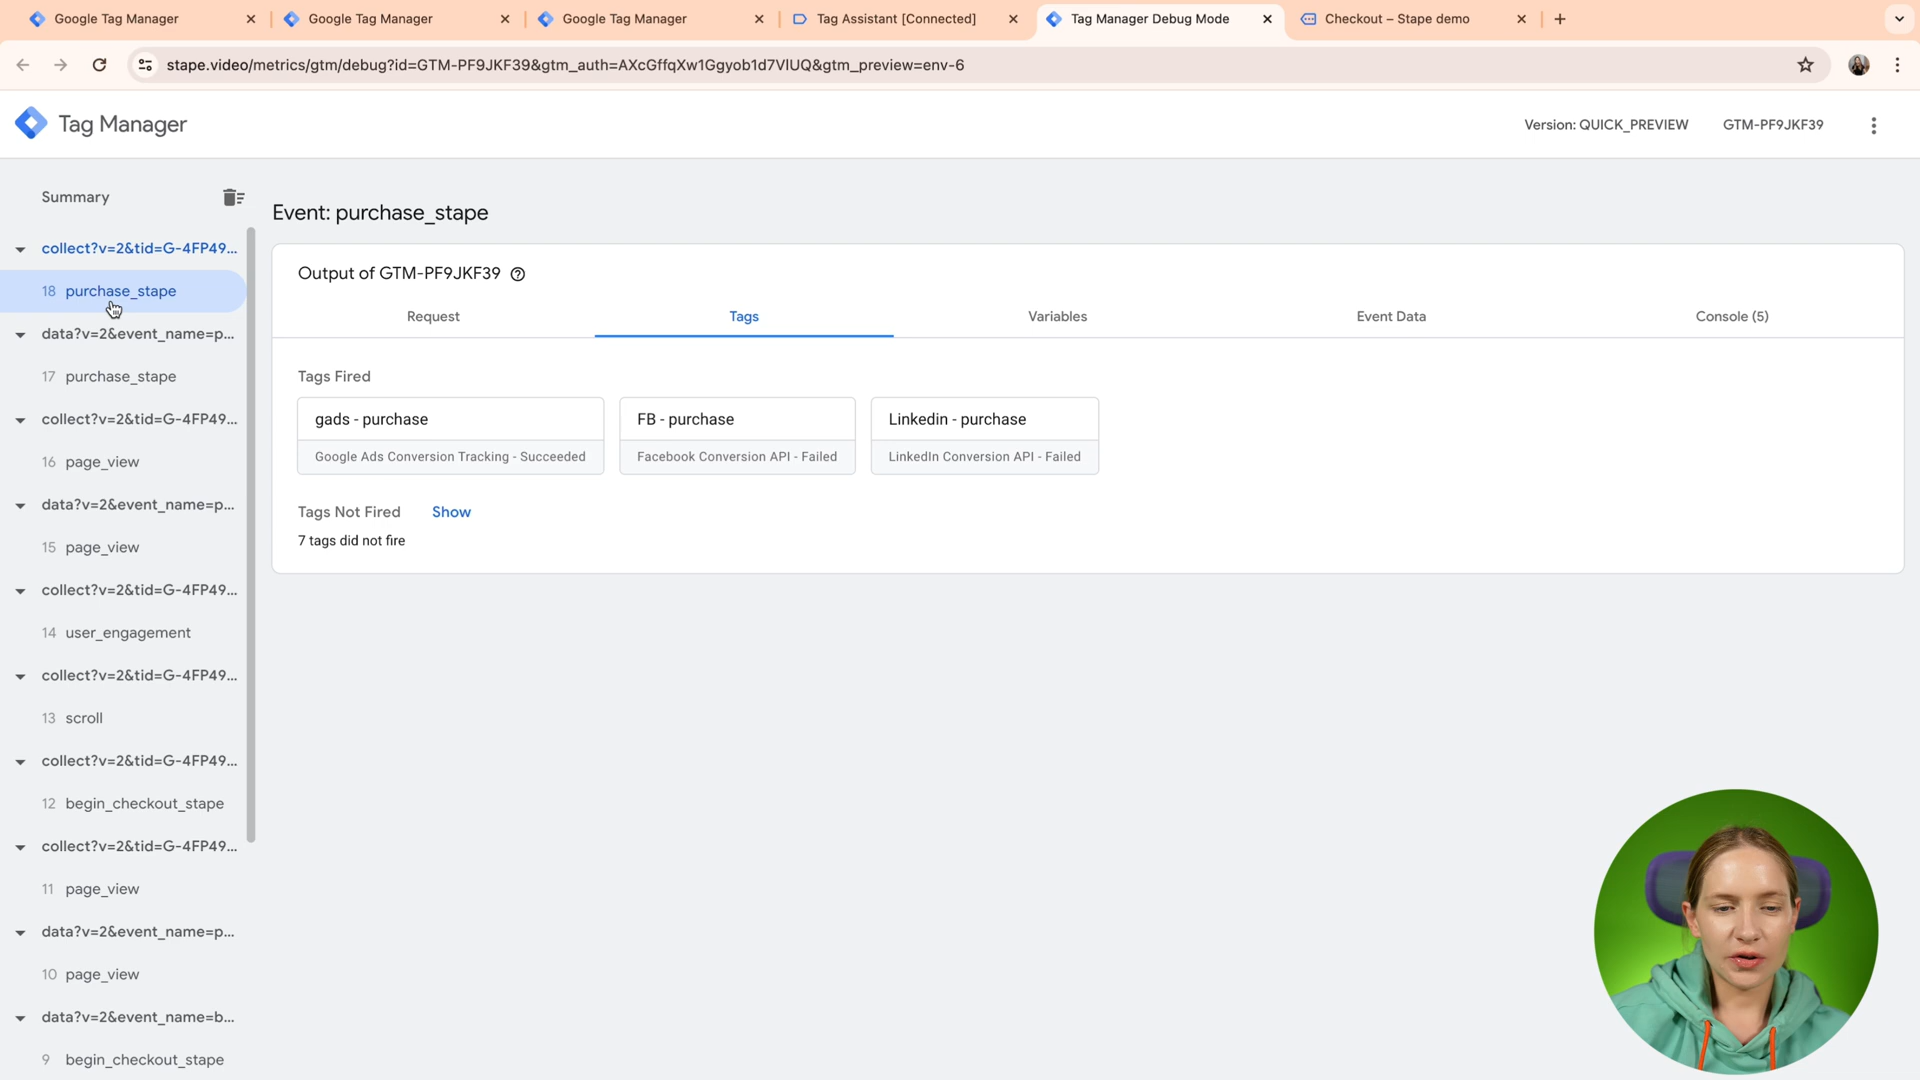 Google Tag Manager
Google Tag Manager
Google Tag Manager
Tag Assistant [Connected]
Tag Manager Debug Mode
Checkout – Stape demo
stape.video/metrics/gtm/debug?id=GTM-PF9JKF39&gtm_auth=AXcGffqXw1Ggyob1d7VIUQ&gtm_preview=env-6
Tag Manager
Version: QUICK_PREVIEW
GTM-PF9JKF39
Summary
collect?v=2&tid=G-4FP49...
18 purchase_stape
data?v=2&event_name=p...
17 purchase_stape
collect?v=2&tid=G-4FP49...
16 page_view
data?v=2&event_name=p...
15 page_view
collect?v=2&tid=G-4FP49...
14 user_engagement
collect?v=2&tid=G-4FP49...
13 scroll
collect?v=2&tid=G-4FP49...
12 begin_checkout_stape
collect?v=2&tid=G-4FP49...
11 page_view
data?v=2&event_name=p...
10 page_view
data?v=2&event_name=b...
9 begin_checkout_stape
Event: purchase_stape
Output of GTM-PF9JKF39
Request
Tags
Variables
Event Data
Console (5)
Tags Fired
gads - purchase
Google Ads Conversion Tracking - Succeeded
FB - purchase
Facebook Conversion API - Failed
Linkedin - purchase
LinkedIn Conversion API - Failed
Tags Not Fired Show
7 tags did not fire